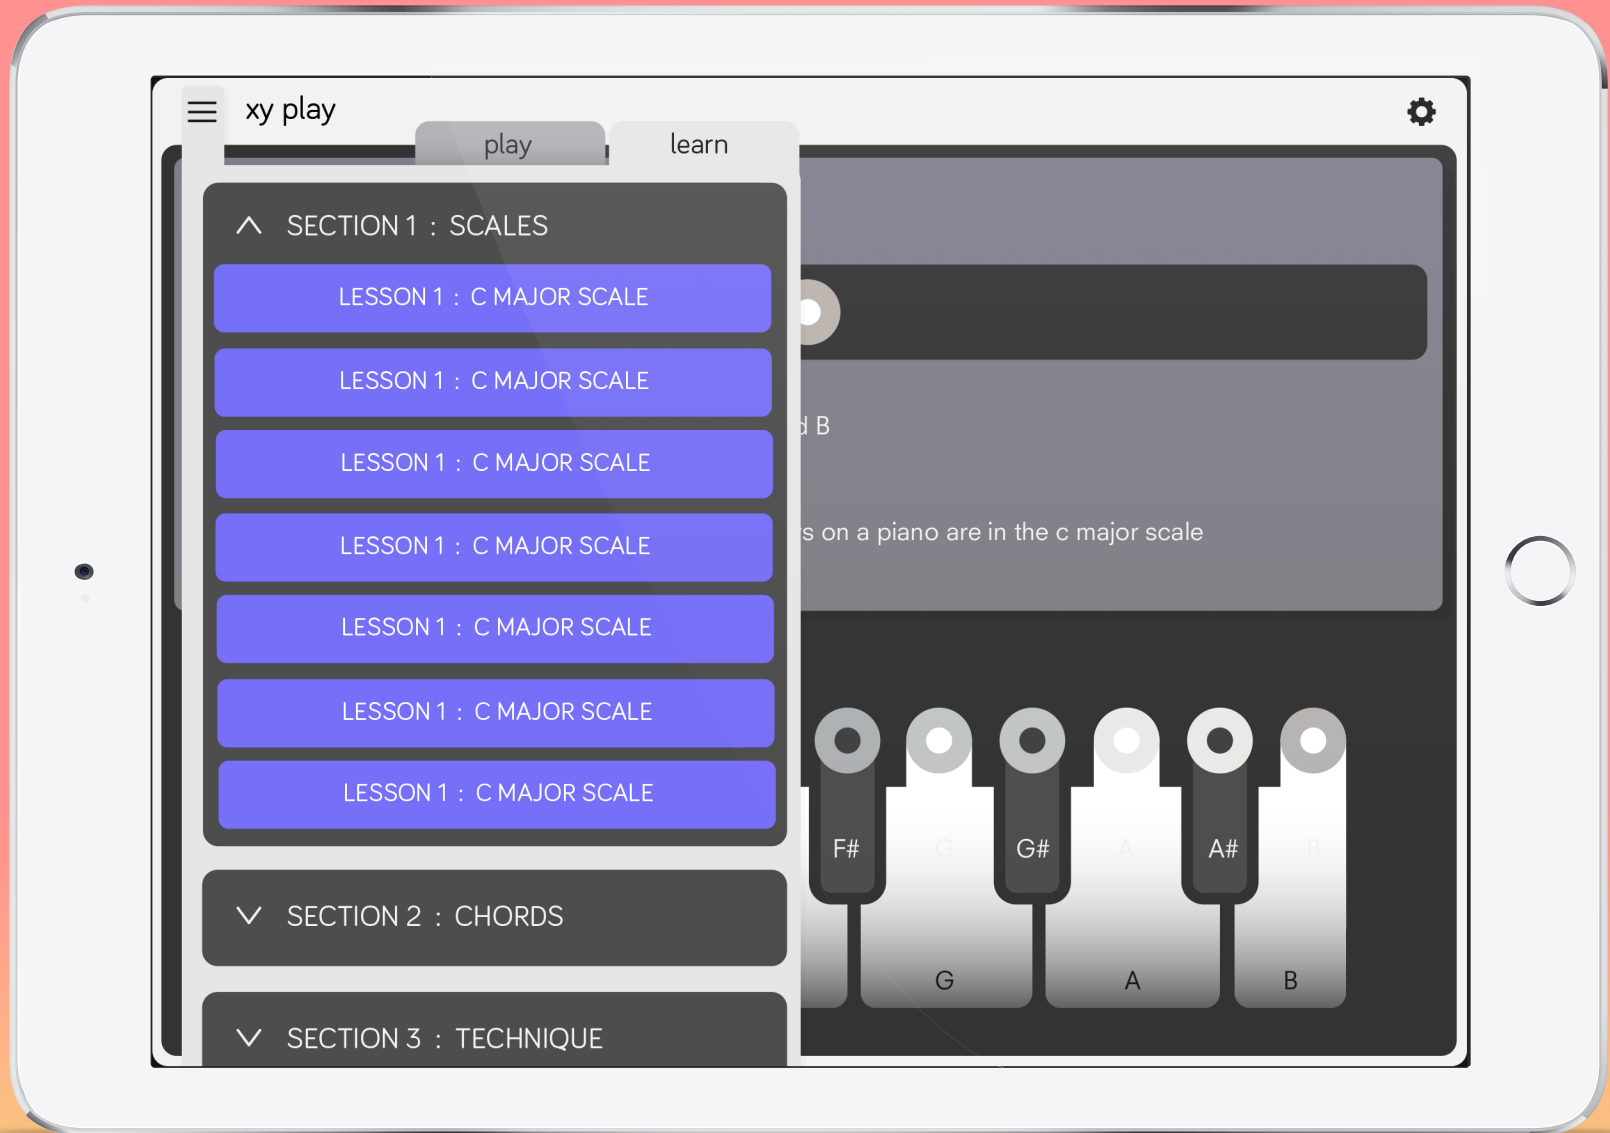 xy play
play
learn
SECTION 1 : SCALES
LESSON 1 : C MAJOR SCALE
LESSON 1 : C MAJOR SCALE
LESSON 1 : C MAJOR SCALE
LESSON 1 : C MAJOR SCALE
LESSON 1 : C MAJOR SCALE
LESSON 1 : C MAJOR SCALE
LESSON 1 : C MAJOR SCALE
SECTION 2 : CHORDS
SECTION 3 : TECHNIQUE
d B
s on a piano are in the c major scale
F# G G# A A# B
G A B